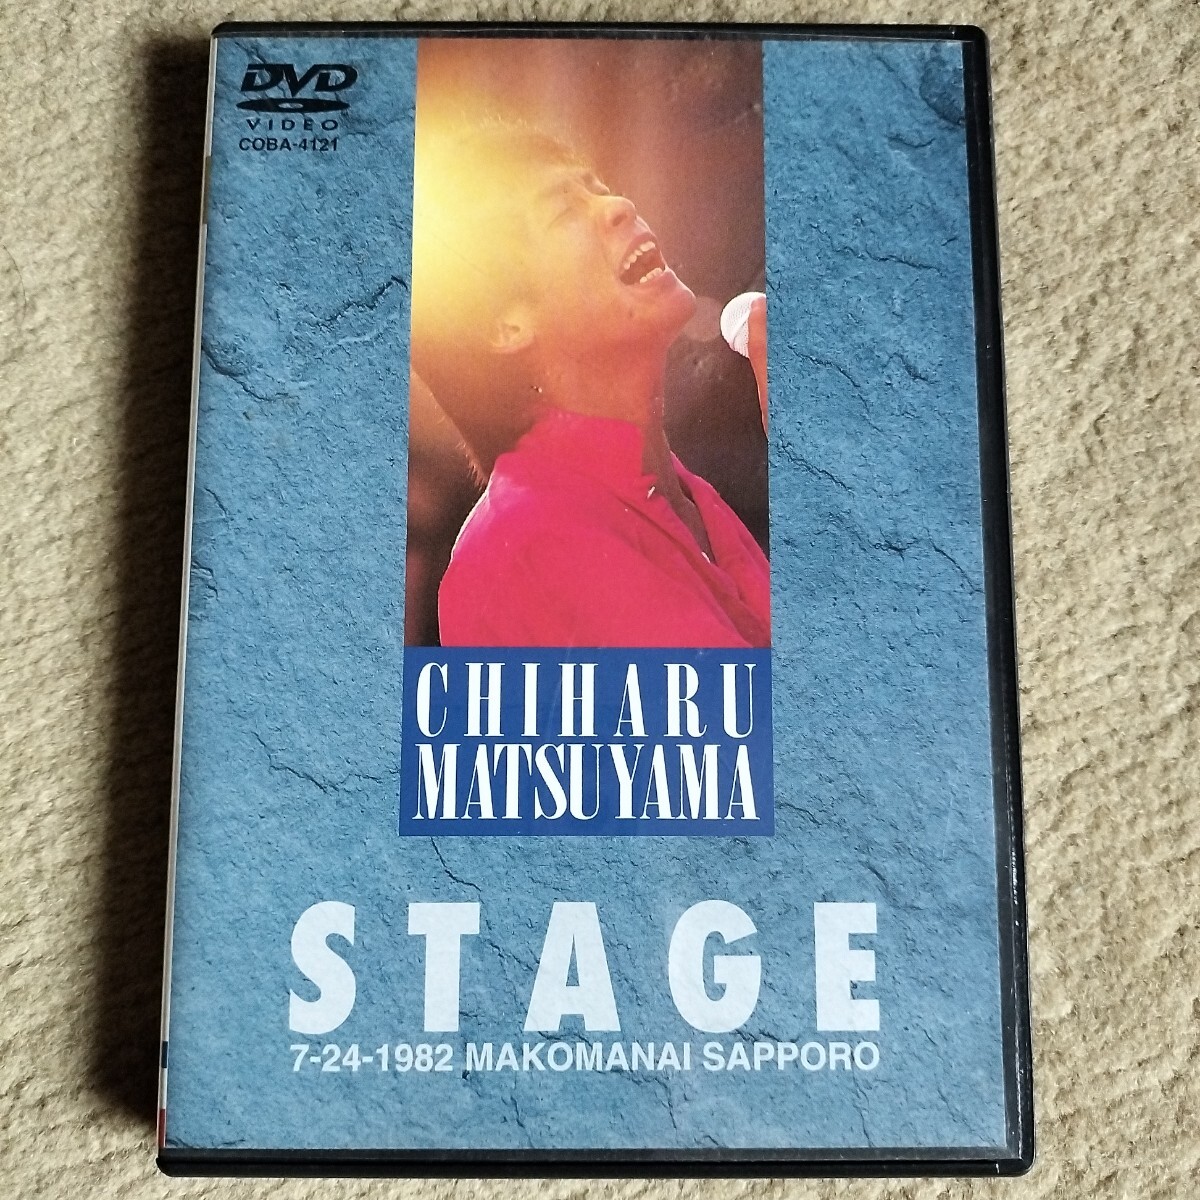 DVD
VIDEO
COBA-4121
CHIHARU
MATSUYAMA
STAGE
7-24-1982 MAKOMANAI SAPPORO